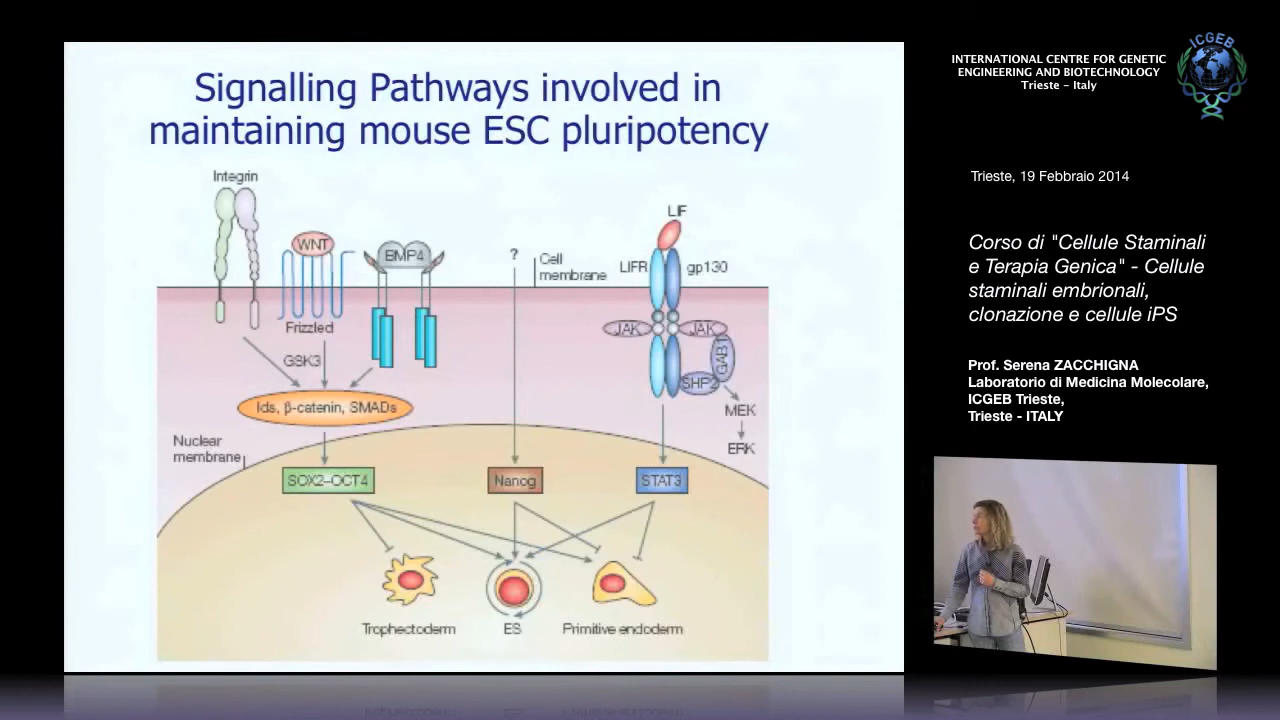 Signalling Pathways involved in
maintaining mouse ESC pluripotency
Integrin
WNT
BMP4
?
Cell
membrane
LIF
LIFR
gp130
Frizzled
GSK3
JAK
JAK
GAB1
SHP2
Ids, β-catenin, SMADs
MEK
ERK
Nuclear
membrane
SOX2–OCT4
Nanog
STAT3
Trophectoderm
ES
Primitive endoderm
INTERNATIONAL CENTRE FOR GENETIC
ENGINEERING AND BIOTECHNOLOGY
Trieste - Italy
ICGEB
Trieste, 19 Febbraio 2014
Corso di "Cellule Staminali
e Terapia Genica" - Cellule
staminali embrionali,
clonazione e cellule iPS
Prof. Serena ZACCHIGNA
Laboratorio di Medicina Molecolare,
ICGEB Trieste,
Trieste - ITALY